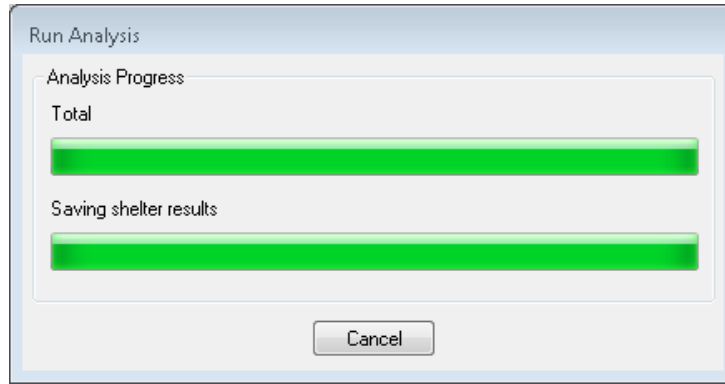 Run Analysis
Analysis Progress
Total
Saving shelter results
Cancel